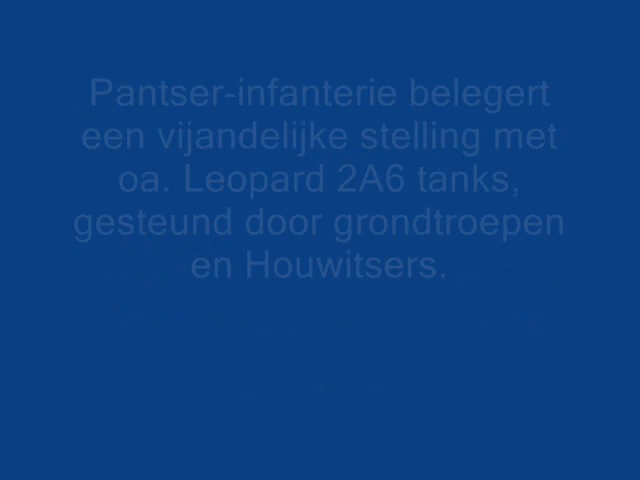 Pantser-infanterie belegert
een vijandelijke stelling met
oa. Leopard 2A6 tanks,
gesteund door grondtroepen
en Houwitsers.